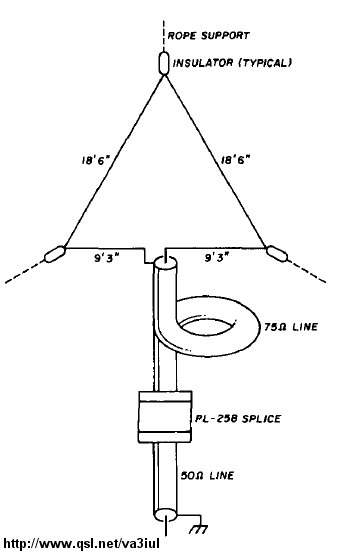 ROPE SUPPORT
INSULATOR (TYPICAL)
18'6" 18'6"
9'3" 9'3"
75Ω LINE
PL-258 SPLICE
50Ω LINE
http://www.qsl.net/va3iul